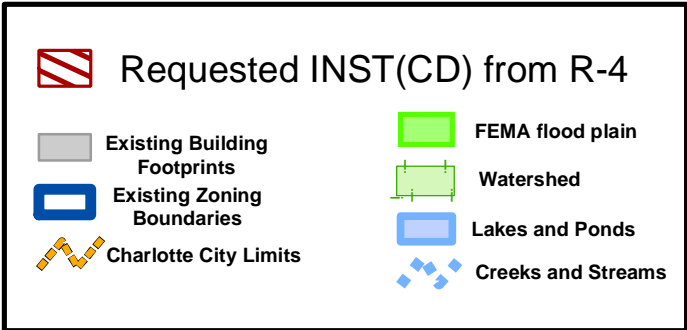 Requested INST(CD) from R-4
Existing Building
Footprints
Existing Zoning
Boundaries
Charlotte City Limits
FEMA flood plain
Watershed
Lakes and Ponds
Creeks and Streams